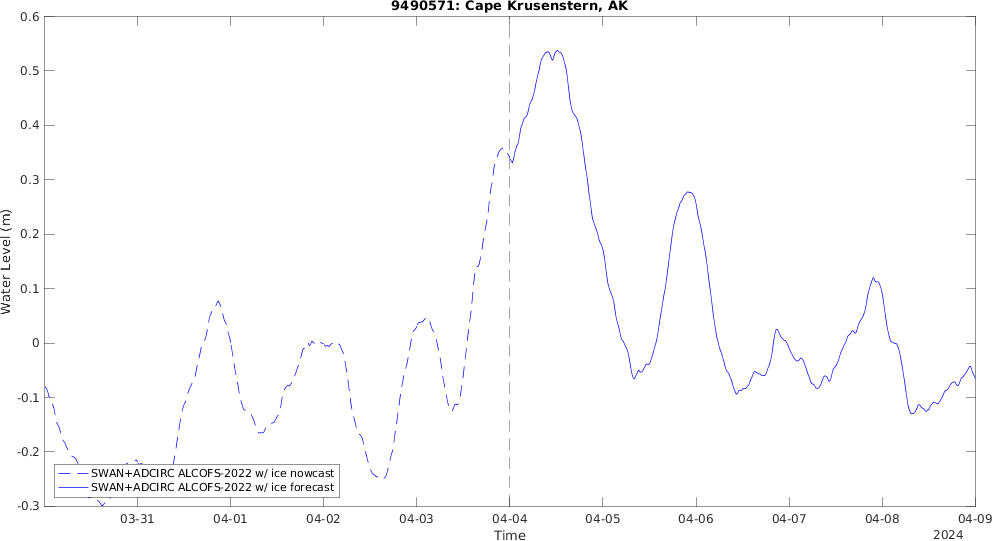 9490571: Cape Krusenstern, AK
0.6
0.5
0.4
0.3
0.2
0.1
0
-0.1
-0.2
-0.3
Water Level (m)
SWAN+ADCIRC ALCOFS-2022 w/ ice nowcast
SWAN+ADCIRC ALCOFS-2022 w/ ice forecast
03-31 04-01 04-02 04-03 04-04 04-05 04-06 04-07 04-08 04-09
Time
2024